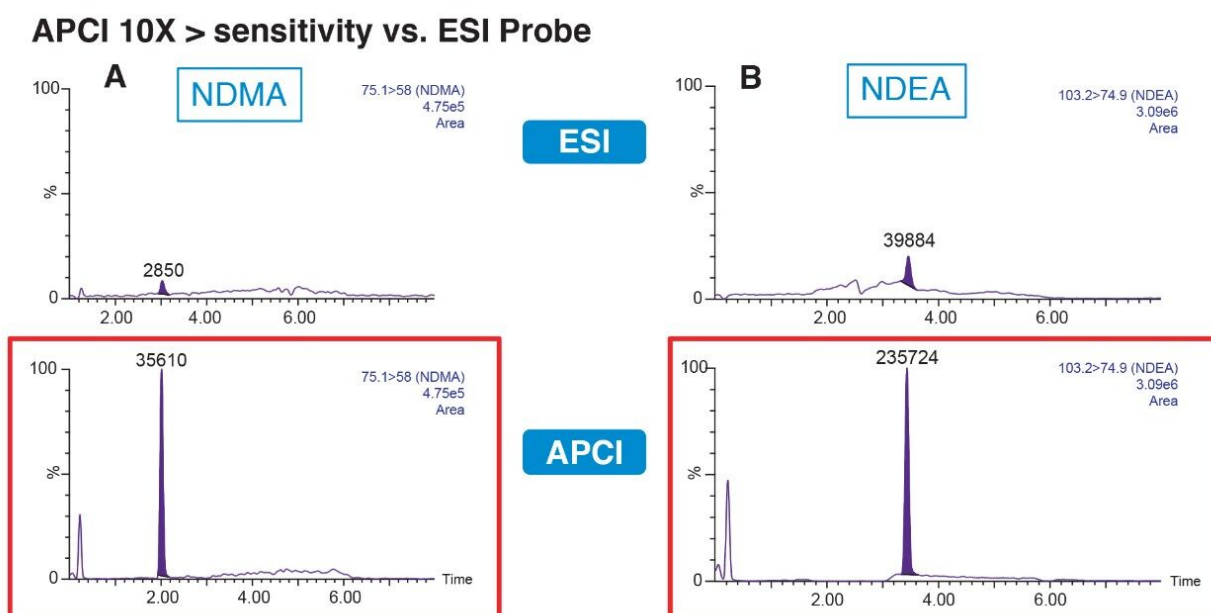 APCI 10X > sensitivity vs. ESI Probe
A
NDMA
75.1>58 (NDMA)
4.75e5
Area
100
%
0
2850
2.00
4.00
6.00
ESI
B
NDEA
103.2>74.9 (NDEA)
3.09e6
Area
100
%
0
39884
2.00
4.00
6.00
35610
75.1>58 (NDMA)
4.75e5
Area
100
%
0
2.00
4.00
6.00
Time
APCI
235724
103.2>74.9 (NDEA)
3.09e6
Area
100
%
0
2.00
4.00
6.00
Time